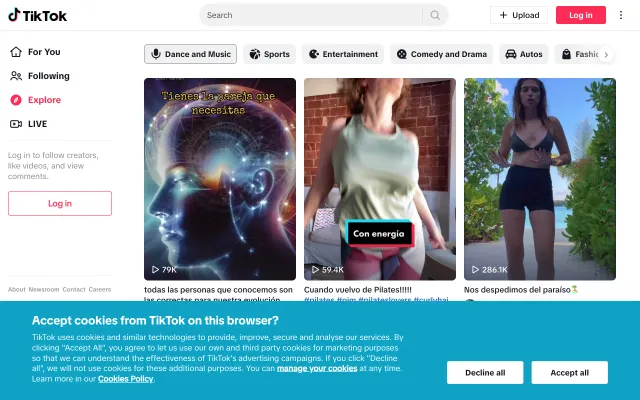 TikTok
Search
+ Upload
Log in
For You
Following
Explore
LIVE
Log in to follow creators,
like videos, and view
comments.
Log in
About Newsroom Contact Careers
Dance and Music
Sports
Entertainment
Comedy and Drama
Autos
Fashio
Tienes la pareja que
necesitas
79K
todas las personas que conocemos son
las correctas para nuestra evolución
Con energía
59.4K
Cuando vuelvo de Pilates!!!!!
#pilates #gim #pilateslovers #curlyhai
286.1K
Nos despedimos del paraíso🏝️
Accept cookies from TikTok on this browser?
TikTok uses cookies and similar technologies to provide, improve, secure and analyse our services. By
clicking "Accept All", you agree to let us use our own and third party cookies for marketing purposes
so that we can understand the effectiveness of TikTok's advertising campaigns. If you click "Decline
all", we will not use cookies for these additional purposes. You can manage your cookies at any time.
Learn more in our Cookies Policy.
Decline all
Accept all